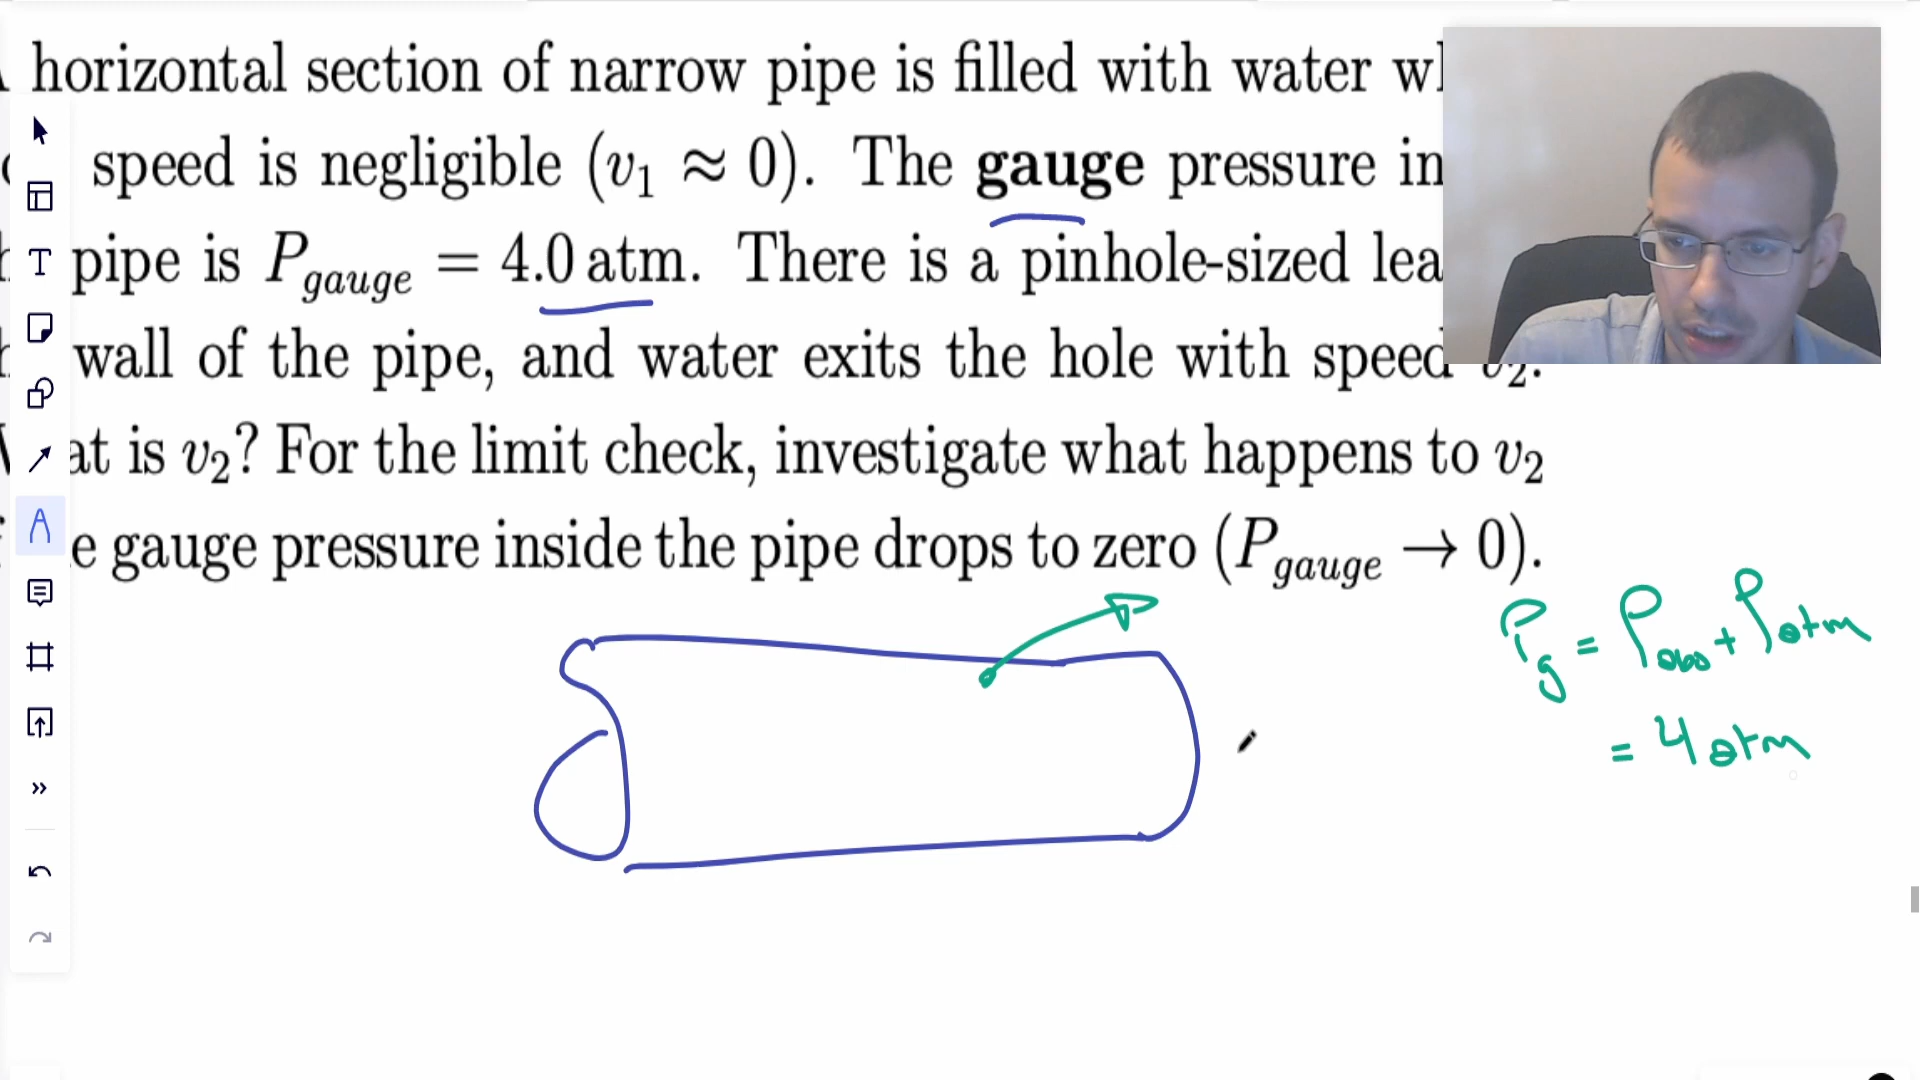 horizontal section of narrow pipe is filled with water
speed is negligible (v₁ ≈ 0). The gauge pressure in
pipe is P_gauge = 4.0 atm. There is a pinhole-sized
wall of the pipe, and water exits the hole with speed v₂.
at is v₂? For the limit check, investigate what happens to v₂
e gauge pressure inside the pipe drops to zero (P_gauge → 0).
P_g = P_abs + P_atm
= 4 atm
T